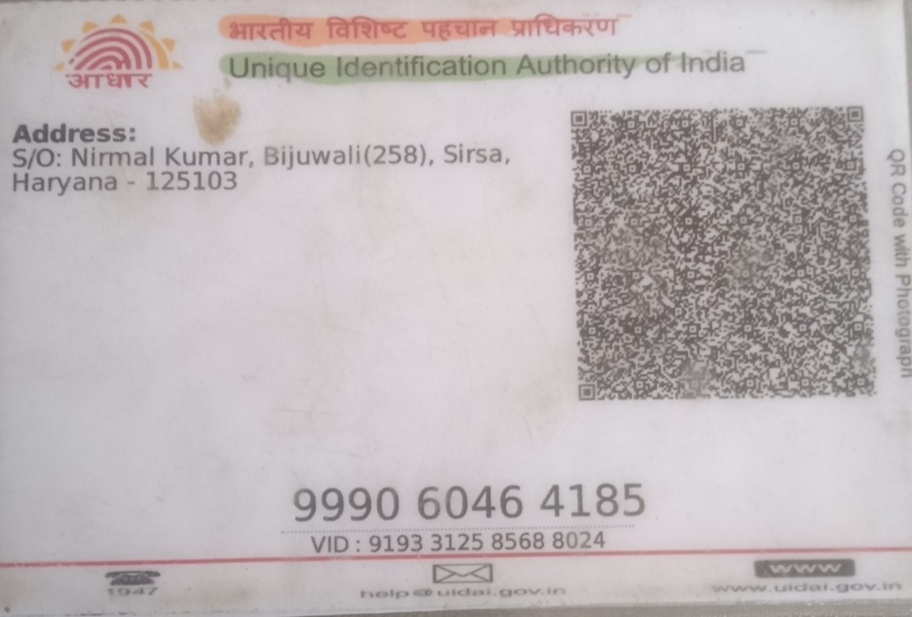 भारतीय विशिष्ट पहचान प्राधिकरण
Unique Identification Authority of India
आधार
Address:
S/O: Nirmal Kumar, Bijuwali(258), Sirsa,
Haryana - 125103
QR Code with Photograph
9990 6046 4185
VID : 9193 3125 8568 8024
1947
help@uidai.gov.in
www
www.uidai.gov.in